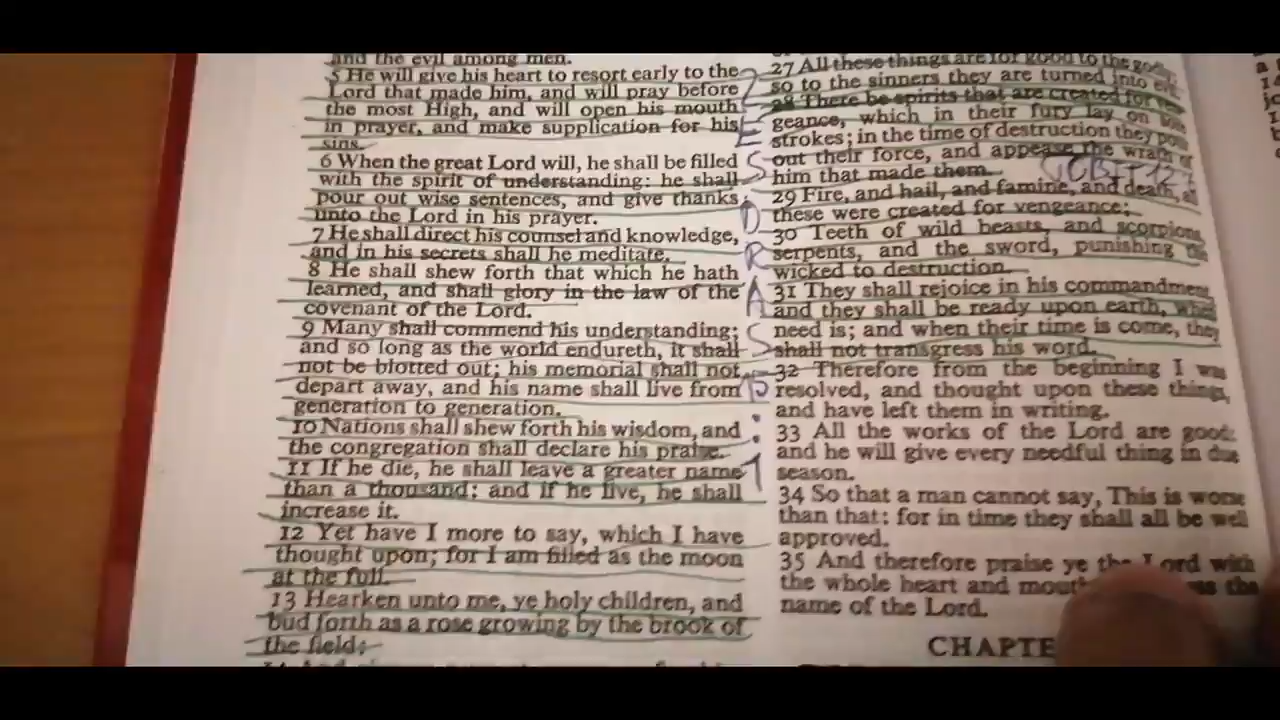 and the evil among men.
5 He will give his heart to resort early to the
Lord that made him, and will pray before
the most High, and will open his mouth
in prayer, and make supplication for his
sins.
6 When the great Lord will, he shall be filled
with the spirit of understanding: he shall
pour out wise sentences, and give thanks
unto the Lord in his prayer.
7 He shall direct his counsel and knowledge,
and in his secrets shall he meditate.
8 He shall shew forth that which he hath
learned, and shall glory in the law of the
covenant of the Lord.
9 Many shall commend his understanding;
and so long as the world endureth, it shall
not be blotted out; his memorial shall not
depart away, and his name shall live from
generation to generation.
10 Nations shall shew forth his wisdom, and
the congregation shall declare his praise.
11 If he die, he shall leave a greater name
than a thousand: and if he live, he shall
increase it.
12 Yet have I more to say, which I have
thought upon; for I am filled as the moon
at the full.
13 Hearken unto me, ye holy children, and
bud forth as a rose growing by the brook of
the field:
27 All these things are for good to the
so to the sinners they are turned into
28 There be spirits that are created for
geance, which in their fury lay on
strokes; in the time of destruction they
out their force, and appease the wrath of
him that made them.
29 Fire, and hail, and famine, and death, all
these were created for vengeance;
30 Teeth of wild beasts, and scorpions,
serpents, and the sword, punishing the
wicked to destruction.
31 They shall rejoice in his commandment,
and they shall be ready upon earth, when
need is; and when their time is come, they
shall not transgress his word.
32 Therefore from the beginning I was
resolved, and thought upon these things,
and have left them in writing.
33 All the works of the Lord are good:
and he will give every needful thing in due
season.
34 So that a man cannot say, This is worse
than that: for in time they shall all be well
approved.
35 And therefore praise ye the Lord with
the whole heart and the
name of the Lord.